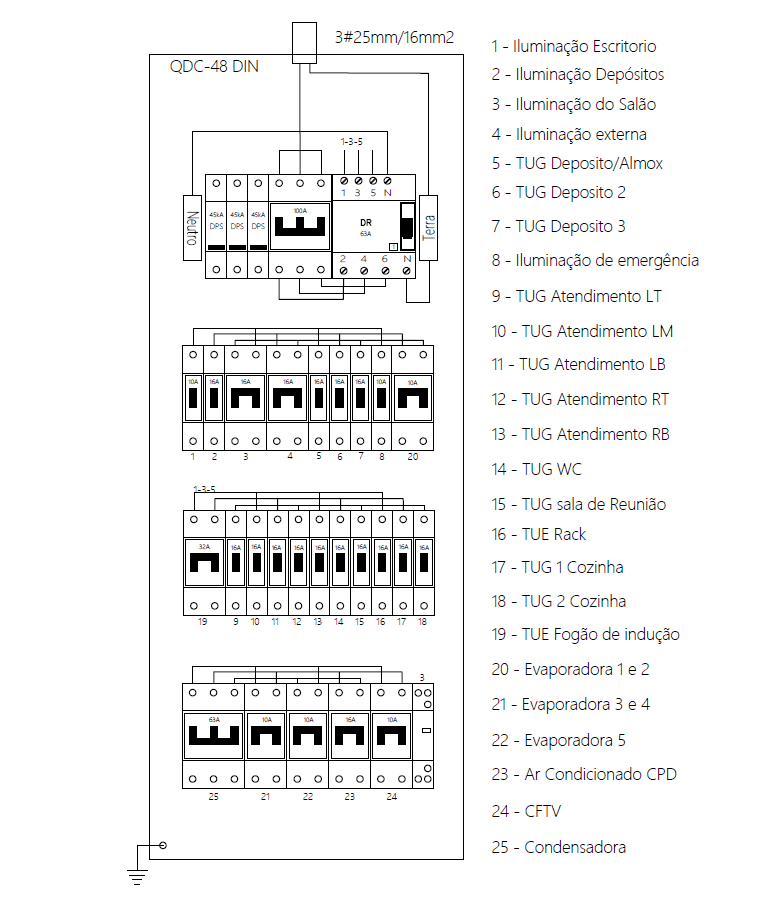 3#25mm/16mm2
QDC-48 DIN
1-3-5
1 3 5 N
45kA DPS
45kA DPS
45kA DPS
100A
DR
63A
T
2 4 6 N
Neutro
Terra
10A 16A 16A 16A 16A 16A 16A 10A 10A
1 2 3 4 5 6 7 8 20
1-3-5
32A 16A 16A 16A 16A 16A 16A 16A 16A 16A 16A
19 9 10 11 12 13 14 15 16 17 18
3
63A 10A 10A 16A 10A
25 21 22 23 24
1 - Iluminação Escritorio
2 - Iluminação Depósitos
3 - Iluminação do Salão
4 - Iluminação externa
5 - TUG Deposito/Almox
6 - TUG Deposito 2
7 - TUG Deposito 3
8 - Iluminação de emergência
9 - TUG Atendimento LT
10 - TUG Atendimento LM
11 - TUG Atendimento LB
12 - TUG Atendimento RT
13 - TUG Atendimento RB
14 - TUG WC
15 - TUG sala de Reunião
16 - TUE Rack
17 - TUG 1 Cozinha
18 - TUG 2 Cozinha
19 - TUE Fogão de indução
20 - Evaporadora 1 e 2
21 - Evaporadora 3 e 4
22 - Evaporadora 5
23 - Ar Condicionado CPD
24 - CFTV
25 - Condensadora